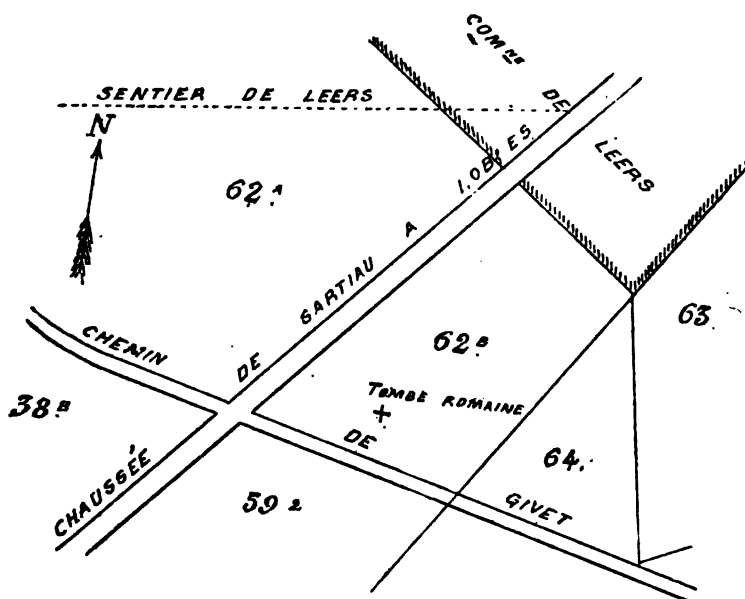 COMNE DE LEERS
SENTIER DE LEERS
N
62A
CHAUSSÉE DE SARTIAU A LOBBES
CHEMIN DE GIVET
38B
62B
63
TOMBE ROMAINE
64.
59 2